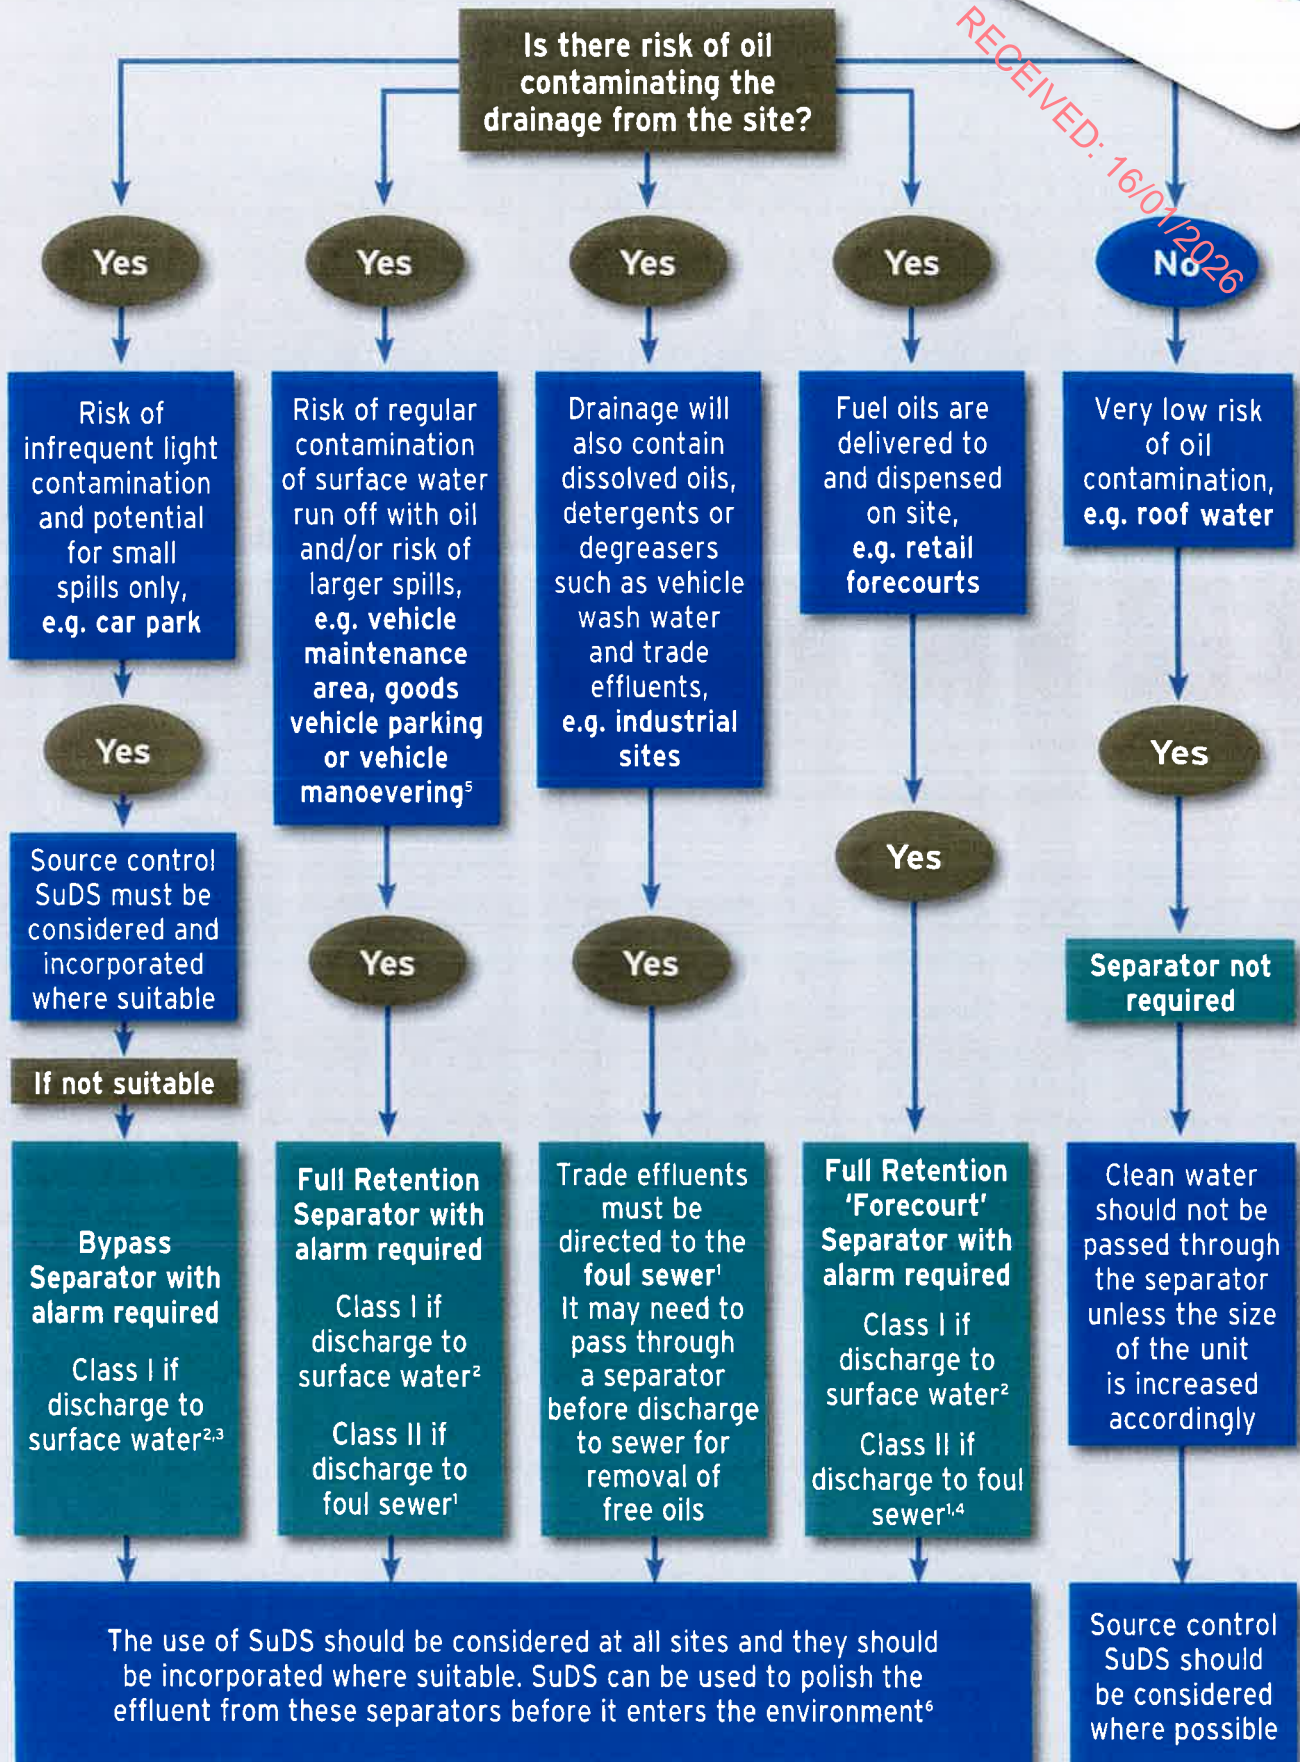 Is there risk of oil
contaminating the
drainage from the site?
RECEIVED: 16/01/2026
Yes
Yes
Yes
Yes
No
Risk of
infrequent light
contamination
and potential
for small
spills only,
e.g. car park
Yes
Source control
SuDS must be
considered and
incorporated
where suitable
If not suitable
Bypass
Separator with
alarm required
Class I if
discharge to
surface water²,³
Risk of regular
contamination
of surface water
run off with oil
and/or risk of
larger spills,
e.g. vehicle
maintenance
area, goods
vehicle parking
or vehicle
manoevering⁵
Yes
Full Retention
Separator with
alarm required
Class I if
discharge to
surface water²
Class II if
discharge to
foul sewer¹
Drainage will
also contain
dissolved oils,
detergents or
degreasers
such as vehicle
wash water
and trade
effluents,
e.g. industrial
sites
Yes
Trade effluents
must be
directed to the
foul sewer¹
It may need to
pass through
a separator
before discharge
to sewer for
removal of
free oils
Fuel oils are
delivered to
and dispensed
on site,
e.g. retail
forecourts
Yes
Full Retention
'Forecourt'
Separator with
alarm required
Class I if
discharge to
surface water²
Class II if
discharge to foul
sewer¹,⁴
Very low risk
of oil
contamination,
e.g. roof water
Yes
Separator not
required
Clean water
should not be
passed through
the separator
unless the size
of the unit
is increased
accordingly
The use of SuDS should be considered at all sites and they should
be incorporated where suitable. SuDS can be used to polish the
effluent from these separators before it enters the environment⁶
Source control
SuDS should
be considered
where possible